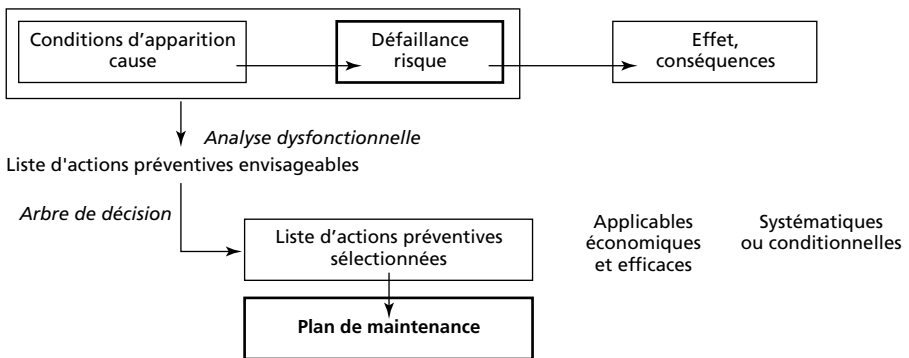 Conditions d’apparition
cause
Défaillance
risque
Effet,
conséquences
Analyse dysfonctionnelle
Liste d'actions préventives envisageables
Arbre de décision
Liste d’actions préventives
sélectionnées
Applicables
économiques
et efficaces
Systématiques
ou conditionnelles
Plan de maintenance